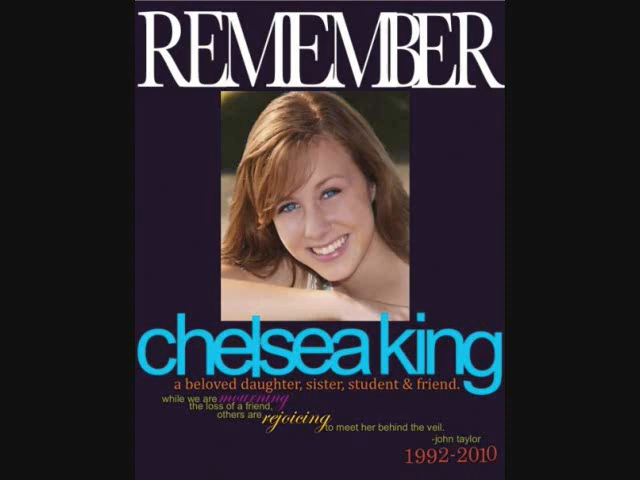 REMEMBER
chelsea king
a beloved daughter, sister, student & friend.
while we are mourning
the loss of a friend,
others are rejoicing
to meet her behind the veil.
-john taylor
1992-2010